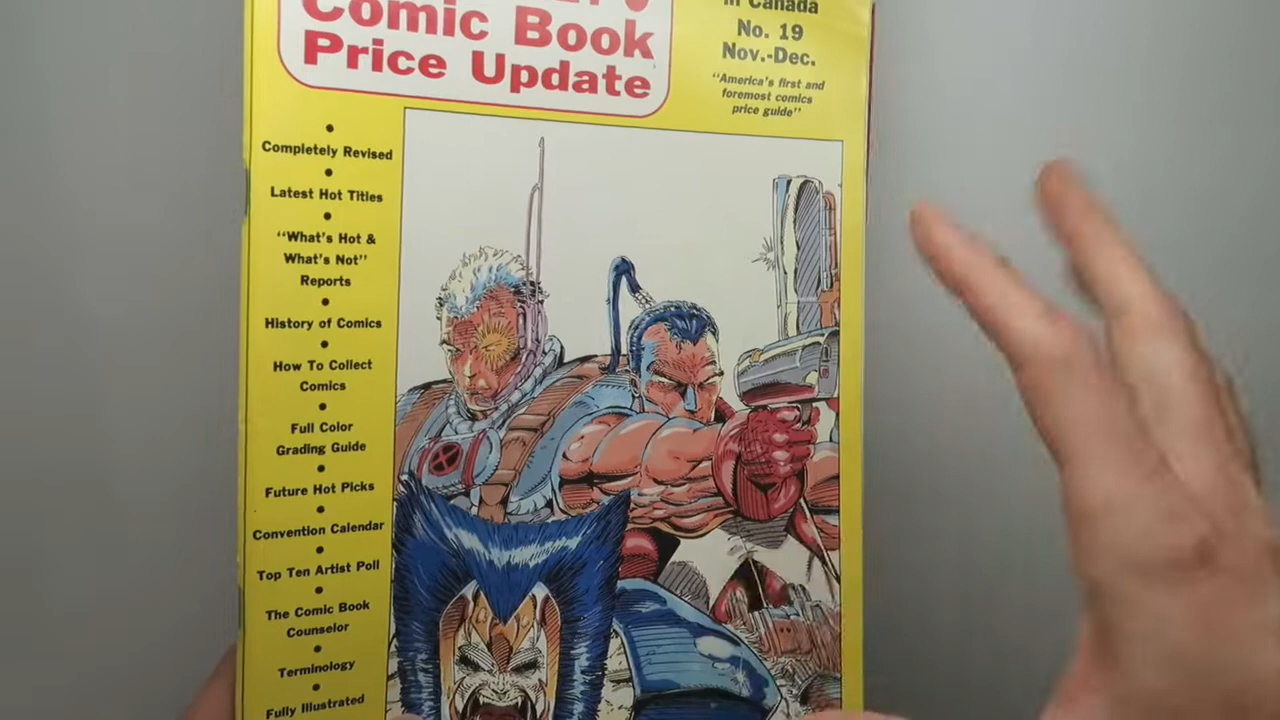 Comic Book
Price Update
in Canada
No. 19
Nov.-Dec.
"America's first and
foremost comics
price guide"
Completely Revised
Latest Hot Titles
"What's Hot &
What's Not"
Reports
History of Comics
How To Collect
Comics
Full Color
Grading Guide
Future Hot Picks
Convention Calendar
Top Ten Artist Poll
The Comic Book
Counselor
Terminology
Fully Illustrated